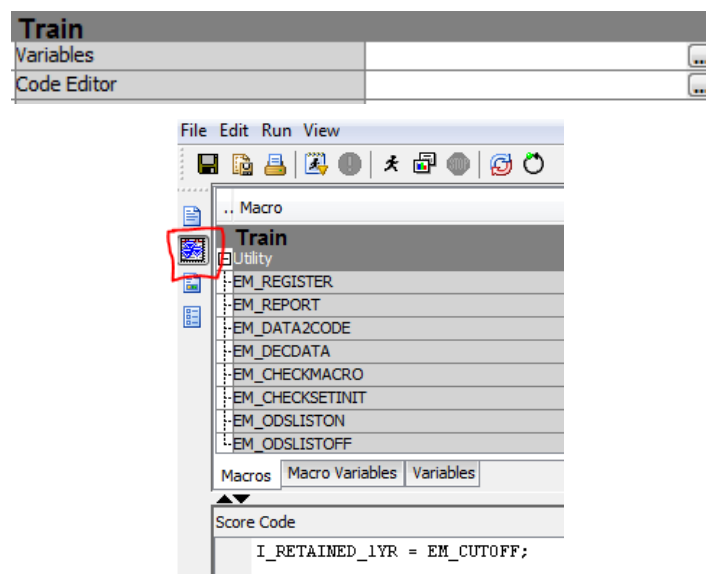 Train
Variables
...
Code Editor
...
File Edit Run View
.. Macro
Train
Utility
EM_REGISTER
EM_REPORT
EM_DATA2CODE
EM_DECDATA
EM_CHECKMACRO
EM_CHECKSETINIT
EM_ODSLISTON
EM_ODSLISTOFF
Macros Macro Variables Variables
Score Code
I_RETAINED_1YR = EM_CUTOFF;